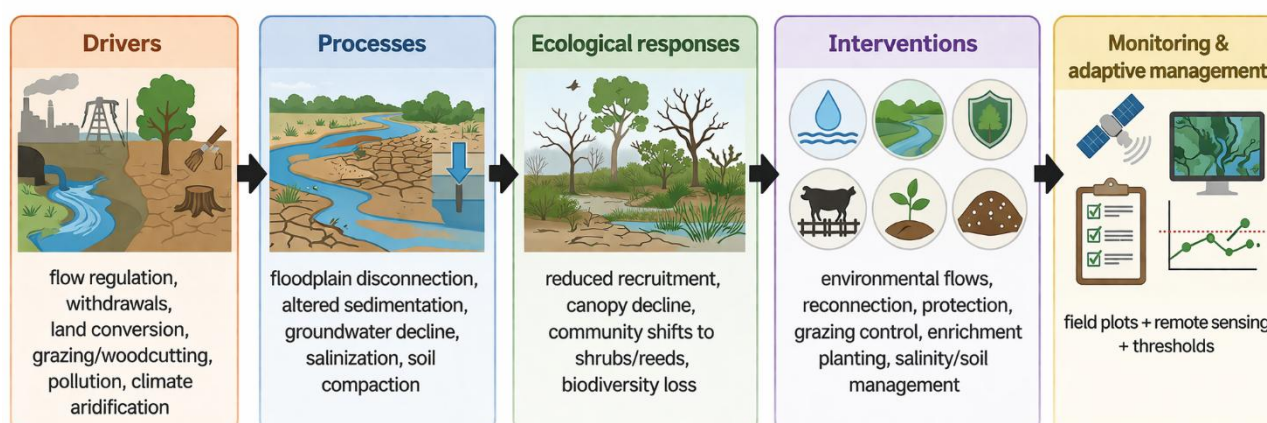 Drivers
flow regulation,
withdrawals,
land conversion,
grazing/woodcutting,
pollution, climate
aridification
Processes
floodplain disconnection,
altered sedimentation,
groundwater decline,
salinization, soil
compaction
Ecological responses
reduced recruitment,
canopy decline,
community shifts to
shrubs/reeds,
biodiversity loss
Interventions
environmental flows,
reconnection, protection,
grazing control, enrichment
planting, salinity/soil
management
Monitoring &
adaptive management
field plots + remote sensing
+ thresholds